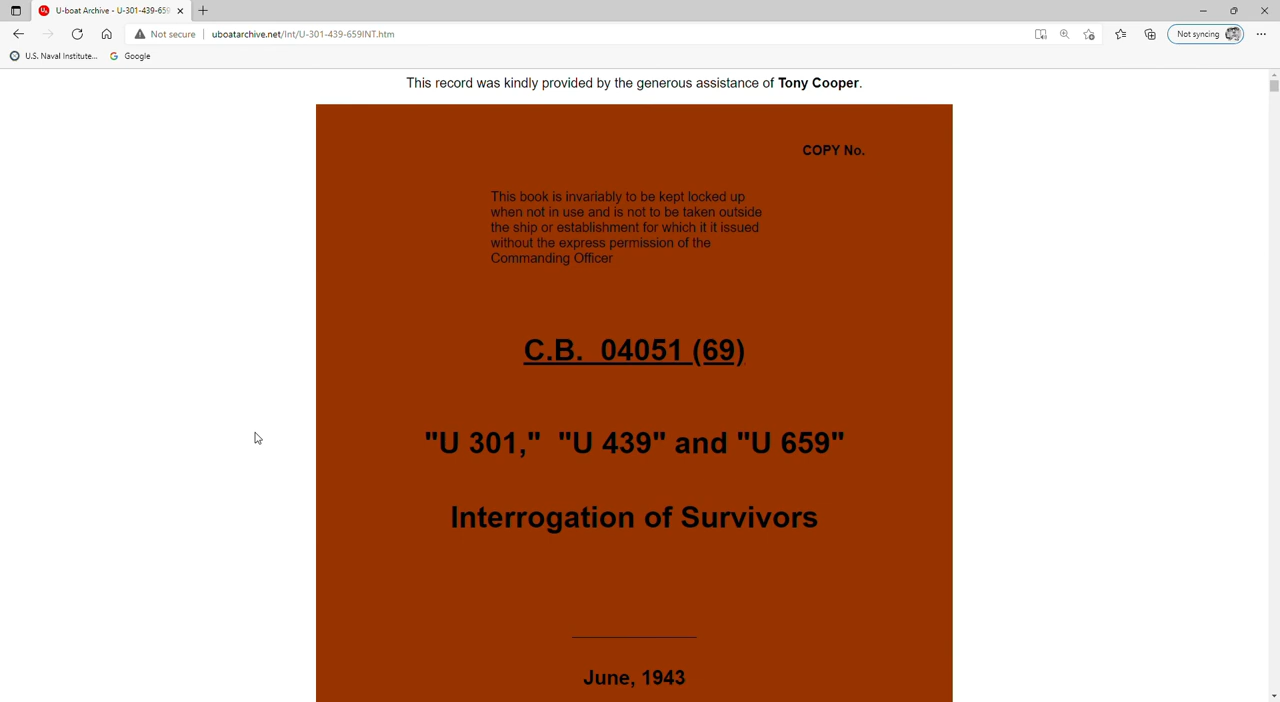 U-boat Archive - U-301-439-659
Not secure
uboatarchive.net/Int/U-301-439-659INT.htm
Not syncing
U.S. Naval Institute...
Google
This record was kindly provided by the generous assistance of Tony Cooper.
COPY No.
This book is invariably to be kept locked up
when not in use and is not to be taken outside
the ship or establishment for which it it issued
without the express permission of the
Commanding Officer
C.B. 04051 (69)
"U 301," "U 439" and "U 659"
Interrogation of Survivors
June, 1943